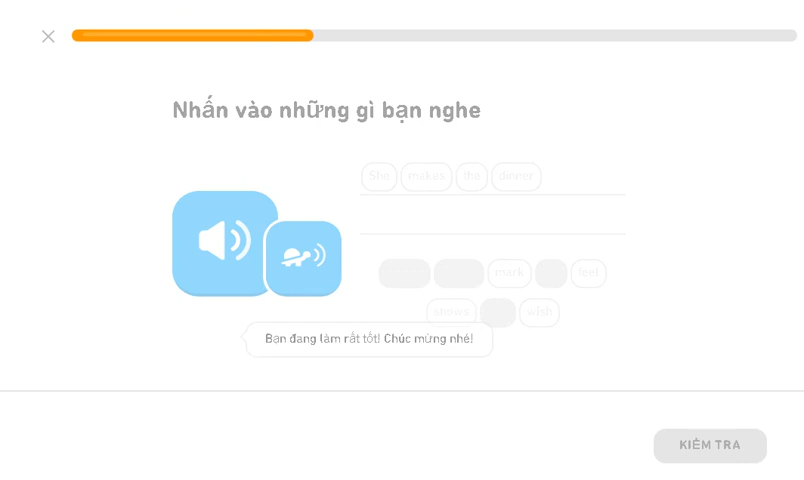 Nhấn vào những gì bạn nghe
She makes the dinner
mark feel
shows wish
Bạn đang làm rất tốt! Chúc mừng nhé!
KIỂM TRA